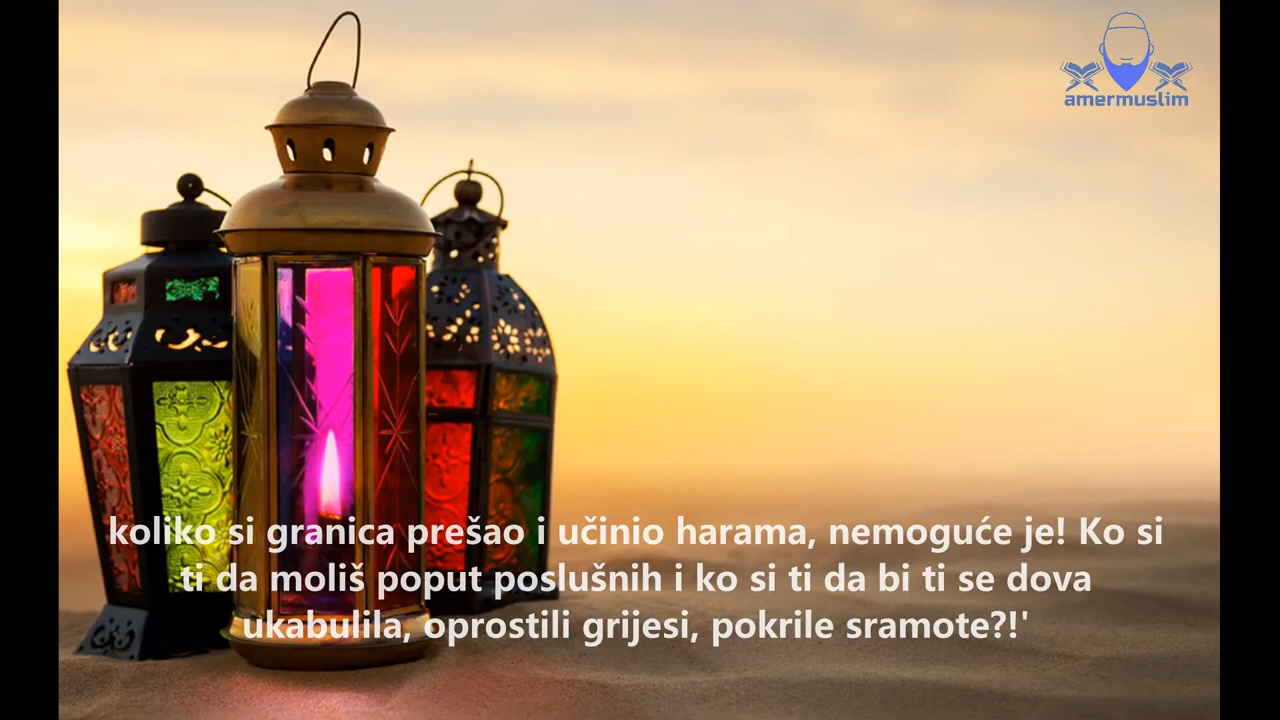 amermuslim
koliko si granica prešao i učinio harama, nemoguće je! Ko si
ti da moliš poput poslušnih i ko si ti da bi ti se dova
ukabulila, oprostili grijesi, pokrile sramote?!'